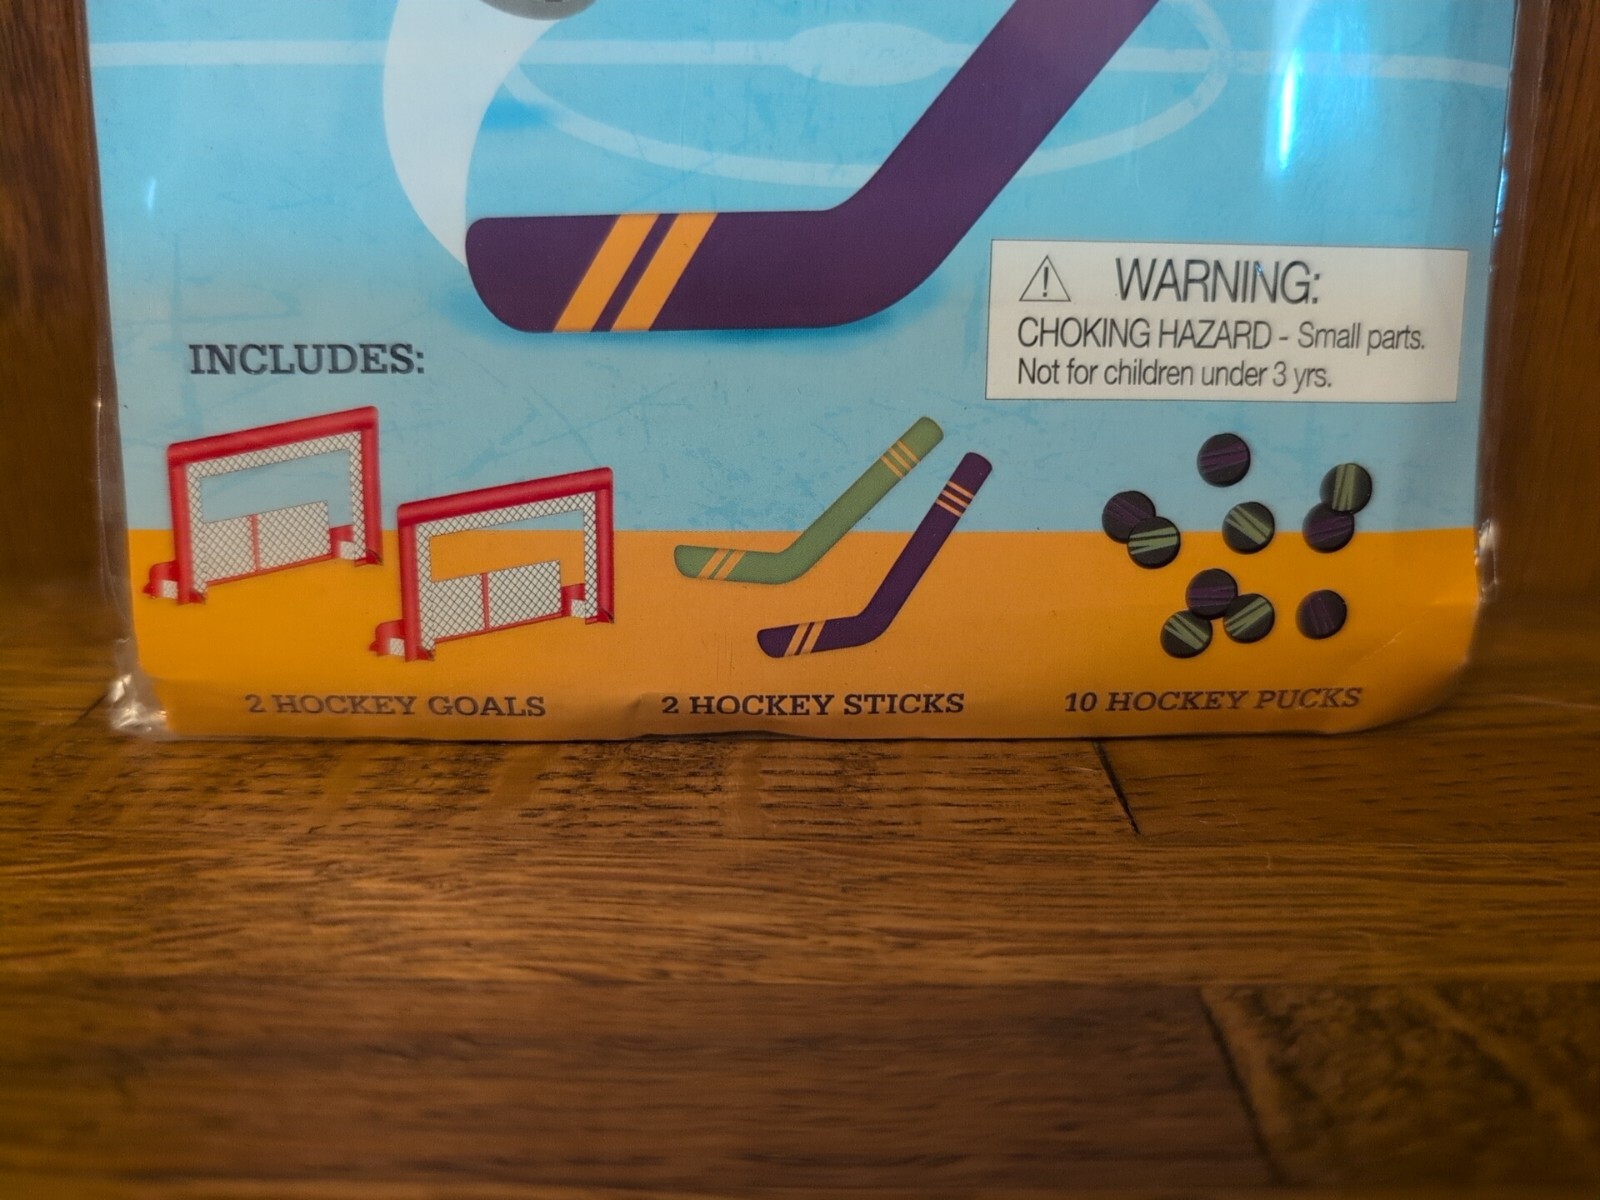 INCLUDES:
WARNING:
CHOKING HAZARD - Small parts.
Not for children under 3 yrs.
2 HOCKEY GOALS
2 HOCKEY STICKS
10 HOCKEY PUCKS